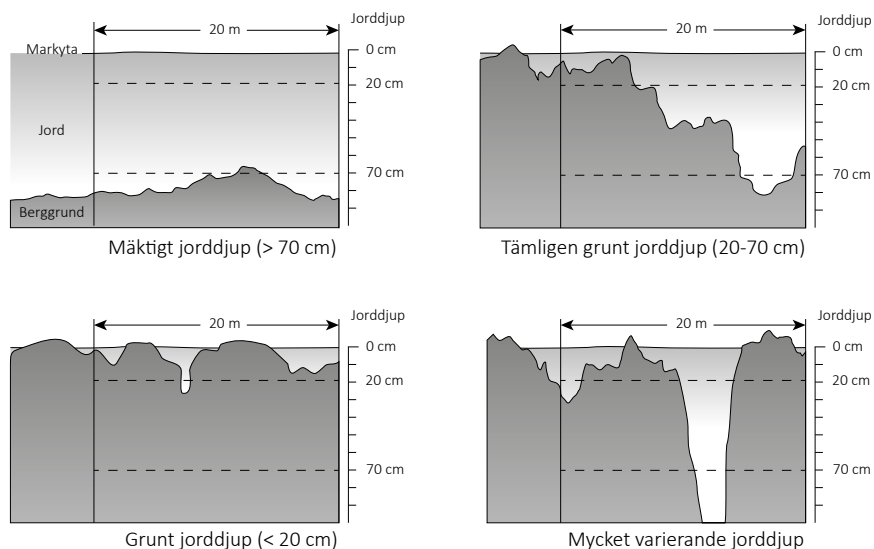 Jorddjup
20 m
Markyta
0 cm
20 cm
Jord
70 cm
Berggrund
Mäktigt jorddjup (> 70 cm)
Jorddjup
20 m
0 cm
20 cm
70 cm
Tämligen grunt jorddjup (20-70 cm)
Jorddjup
20 m
0 cm
20 cm
70 cm
Grunt jorddjup (< 20 cm)
Jorddjup
20 m
0 cm
20 cm
70 cm
Mycket varierande jorddjup